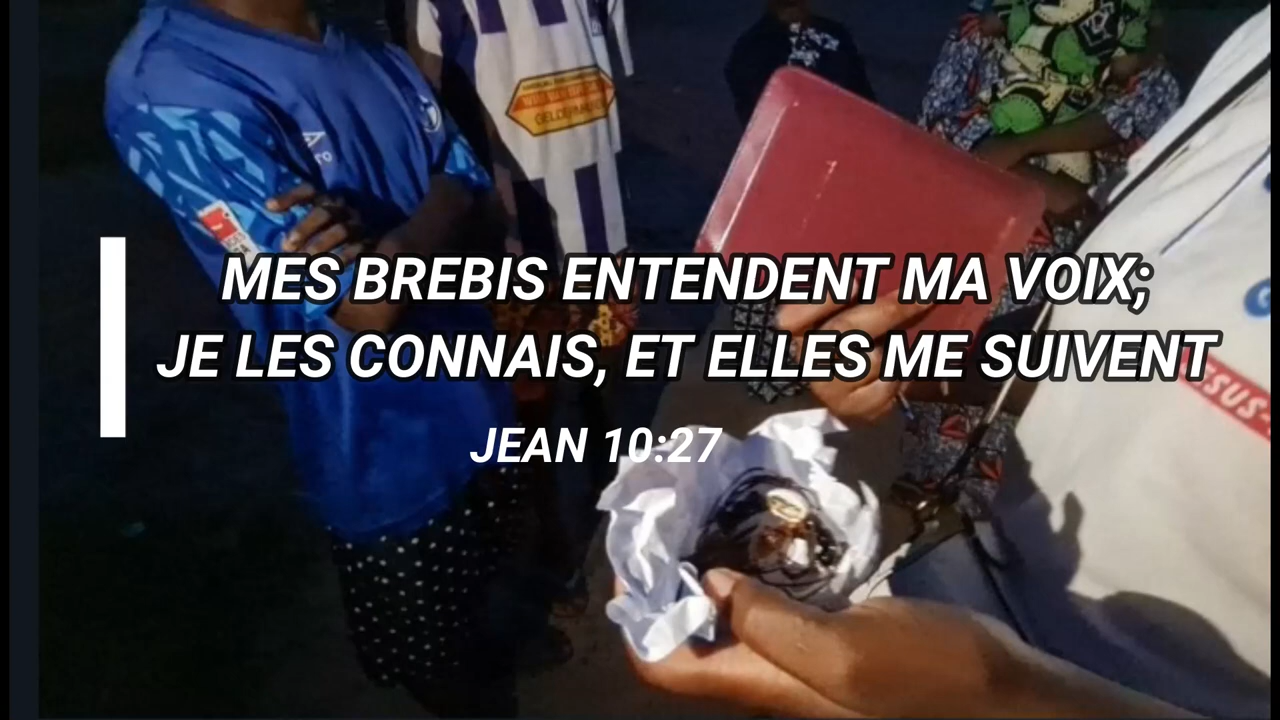 MES BREBIS ENTENDENT MA VOIX;
JE LES CONNAIS, ET ELLES ME SUIVENT
JEAN 10:27